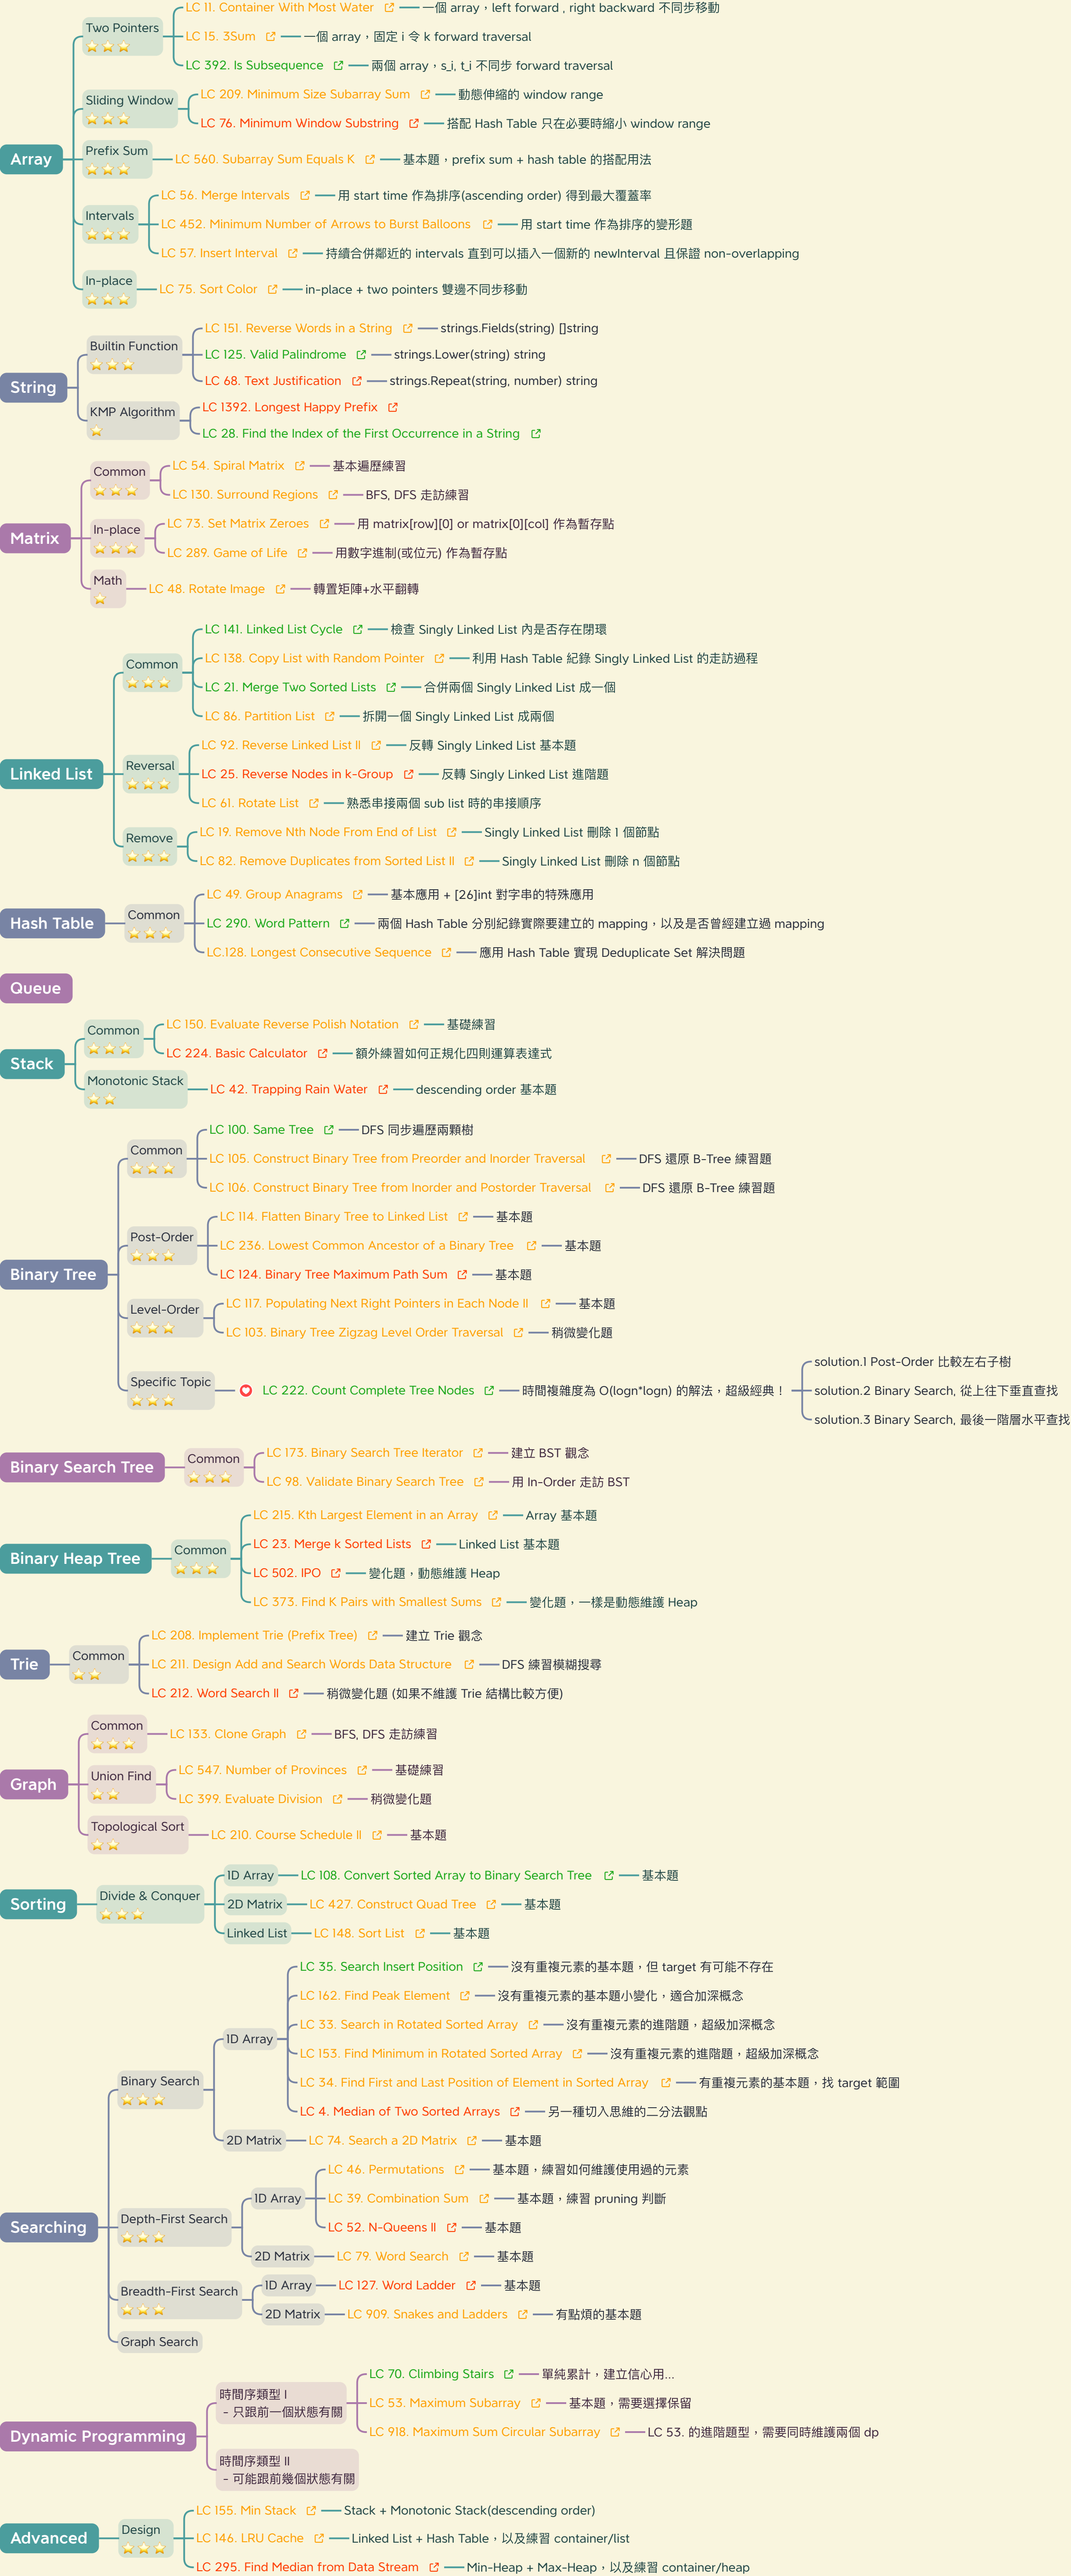 Array
Two Pointers
LC 11. Container With Most Water
一個 array，left forward , right backward 不同步移動
LC 15. 3Sum
一個 array，固定 i 令 k forward traversal
LC 392. Is Subsequence
兩個 array，s_i, t_i 不同步 forward traversal
Sliding Window
LC 209. Minimum Size Subarray Sum
動態伸縮的 window range
LC 76. Minimum Window Substring
搭配 Hash Table 只在必要時縮小 window range
Prefix Sum
LC 560. Subarray Sum Equals K
基本題，prefix sum + hash table 的搭配用法
Intervals
LC 56. Merge Intervals
用 start time 作為排序(ascending order) 得到最大覆蓋率
LC 452. Minimum Number of Arrows to Burst Balloons
用 start time 作為排序的變形題
LC 57. Insert Interval
持續合併鄰近的 intervals 直到可以插入一個新的 newInterval 且保證 non-overlapping
In-place
LC 75. Sort Color
in-place + two pointers 雙邊不同步移動
String
Builtin Function
LC 151. Reverse Words in a String
strings.Fields(string) []string
LC 125. Valid Palindrome
strings.Lower(string) string
LC 68. Text Justification
strings.Repeat(string, number) string
KMP Algorithm
LC 1392. Longest Happy Prefix
LC 28. Find the Index of the First Occurrence in a String
Matrix
Common
LC 54. Spiral Matrix
基本遍歷練習
LC 130. Surround Regions
BFS, DFS 走訪練習
In-place
LC 73. Set Matrix Zeroes
用 matrix[row][0] or matrix[0][col] 作為暫存點
LC 289. Game of Life
用數字進制(或位元) 作為暫存點
Math
LC 48. Rotate Image
轉置矩陣+水平翻轉
Linked List
Common
LC 141. Linked List Cycle
檢查 Singly Linked List 內是否存在閉環
LC 138. Copy List with Random Pointer
利用 Hash Table 紀錄 Singly Linked List 的走訪過程
LC 21. Merge Two Sorted Lists
合併兩個 Singly Linked List 成一個
LC 86. Partition List
拆開一個 Singly Linked List 成兩個
Reversal
LC 92. Reverse Linked List II
反轉 Singly Linked List 基本題
LC 25. Reverse Nodes in k-Group
反轉 Singly Linked List 進階題
LC 61. Rotate List
熟悉串接兩個 sub list 時的串接順序
Remove
LC 19. Remove Nth Node From End of List
Singly Linked List 刪除 1 個節點
LC 82. Remove Duplicates from Sorted List II
Singly Linked List 刪除 n 個節點
Hash Table
Common
LC 49. Group Anagrams
基本應用 + [26]int 對字串的特殊應用
LC 290. Word Pattern
兩個 Hash Table 分別紀錄實際要建立的 mapping，以及是否曾經建立過 mapping
LC.128. Longest Consecutive Sequence
應用 Hash Table 實現 Deduplicate Set 解決問題
Queue
Stack
Common
LC 150. Evaluate Reverse Polish Notation
基礎練習
LC 224. Basic Calculator
額外練習如何正規化四則運算表達式
Monotonic Stack
LC 42. Trapping Rain Water
descending order 基本題
Binary Tree
Common
LC 100. Same Tree
DFS 同步遍歷兩顆樹
LC 105. Construct Binary Tree from Preorder and Inorder Traversal
DFS 還原 B-Tree 練習題
LC 106. Construct Binary Tree from Inorder and Postorder Traversal
DFS 還原 B-Tree 練習題
Post-Order
LC 114. Flatten Binary Tree to Linked List
基本題
LC 236. Lowest Common Ancestor of a Binary Tree
基本題
LC 124. Binary Tree Maximum Path Sum
基本題
Level-Order
LC 117. Populating Next Right Pointers in Each Node II
基本題
LC 103. Binary Tree Zigzag Level Order Traversal
稍微變化題
Specific Topic
LC 222. Count Complete Tree Nodes
時間複雜度為 O(logn*logn) 的解法，超級經典！
solution.1 Post-Order 比較左右子樹
solution.2 Binary Search, 從上往下垂直查找
solution.3 Binary Search, 最後一階層水平查找
Binary Search Tree
Common
LC 173. Binary Search Tree Iterator
建立 BST 觀念
LC 98. Validate Binary Search Tree
用 In-Order 走訪 BST
Binary Heap Tree
Common
LC 215. Kth Largest Element in an Array
Array 基本題
LC 23. Merge k Sorted Lists
Linked List 基本題
LC 502. IPO
變化題，動態維護 Heap
LC 373. Find K Pairs with Smallest Sums
變化題，一樣是動態維護 Heap
Trie
Common
LC 208. Implement Trie (Prefix Tree)
建立 Trie 觀念
LC 211. Design Add and Search Words Data Structure
DFS 練習模糊搜尋
LC 212. Word Search II
稍微變化題 (如果不維護 Trie 結構比較方便)
Graph
Common
LC 133. Clone Graph
BFS, DFS 走訪練習
Union Find
LC 547. Number of Provinces
基礎練習
LC 399. Evaluate Division
稍微變化題
Topological Sort
LC 210. Course Schedule II
基本題
Sorting
Divide & Conquer
1D Array
LC 108. Convert Sorted Array to Binary Search Tree
基本題
2D Matrix
LC 427. Construct Quad Tree
基本題
Linked List
LC 148. Sort List
基本題
Searching
Binary Search
1D Array
LC 35. Search Insert Position
沒有重複元素的基本題，但 target 有可能不存在
LC 162. Find Peak Element
沒有重複元素的基本題小變化，適合加深概念
LC 33. Search in Rotated Sorted Array
沒有重複元素的進階題，超級加深概念
LC 153. Find Minimum in Rotated Sorted Array
沒有重複元素的進階題，超級加深概念
LC 34. Find First and Last Position of Element in Sorted Array
有重複元素的基本題，找 target 範圍
LC 4. Median of Two Sorted Arrays
另一種切入思維的二分法觀點
2D Matrix
LC 74. Search a 2D Matrix
基本題
Depth-First Search
1D Array
LC 46. Permutations
基本題，練習如何維護使用過的元素
LC 39. Combination Sum
基本題，練習 pruning 判斷
LC 52. N-Queens II
基本題
2D Matrix
LC 79. Word Search
基本題
Breadth-First Search
1D Array
LC 127. Word Ladder
基本題
2D Matrix
LC 909. Snakes and Ladders
有點煩的基本題
Graph Search
Dynamic Programming
時間序類型 I
- 只跟前一個狀態有關
LC 70. Climbing Stairs
單純累計，建立信心用...
LC 53. Maximum Subarray
基本題，需要選擇保留
LC 918. Maximum Sum Circular Subarray
LC 53. 的進階題型，需要同時維護兩個 dp
時間序類型 II
- 可能跟前幾個狀態有關
Advanced
Design
LC 155. Min Stack
Stack + Monotonic Stack(descending order)
LC 146. LRU Cache
Linked List + Hash Table，以及練習 container/list
LC 295. Find Median from Data Stream
Min-Heap + Max-Heap，以及練習 container/heap